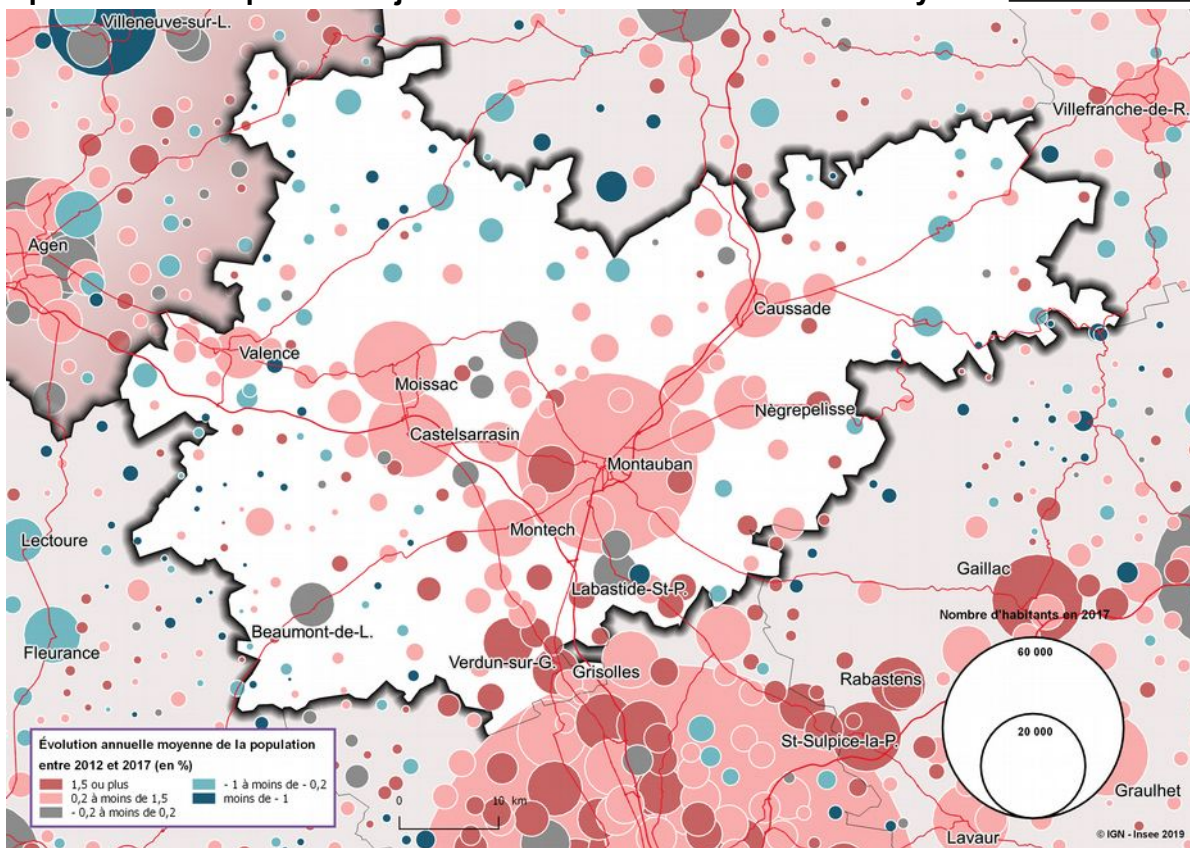 Villeneuve-sur-L.
Villefranche-de-R.
Agen
Caussade
Valence
Moissac
Nègrepelisse
Castelsarrasin
Montauban
Montech
Lectoure
Gaillac
Labastide-St-P.
Nombre d'habitants en 2017
Beaumont-de-L.
60 000
Fleurance
Verdun-sur-G.
Grisolles
Rabastens
20 000
St-Sulpice-la-P.
Évolution annuelle moyenne de la population
entre 2012 et 2017 (en %)
1,5 ou plus
0,2 à moins de 1,5
- 0,2 à moins de 0,2
- 1 à moins de - 0,2
moins de - 1
0 10 km
Graulhet
Lavaur
© IGN - Insee 2019